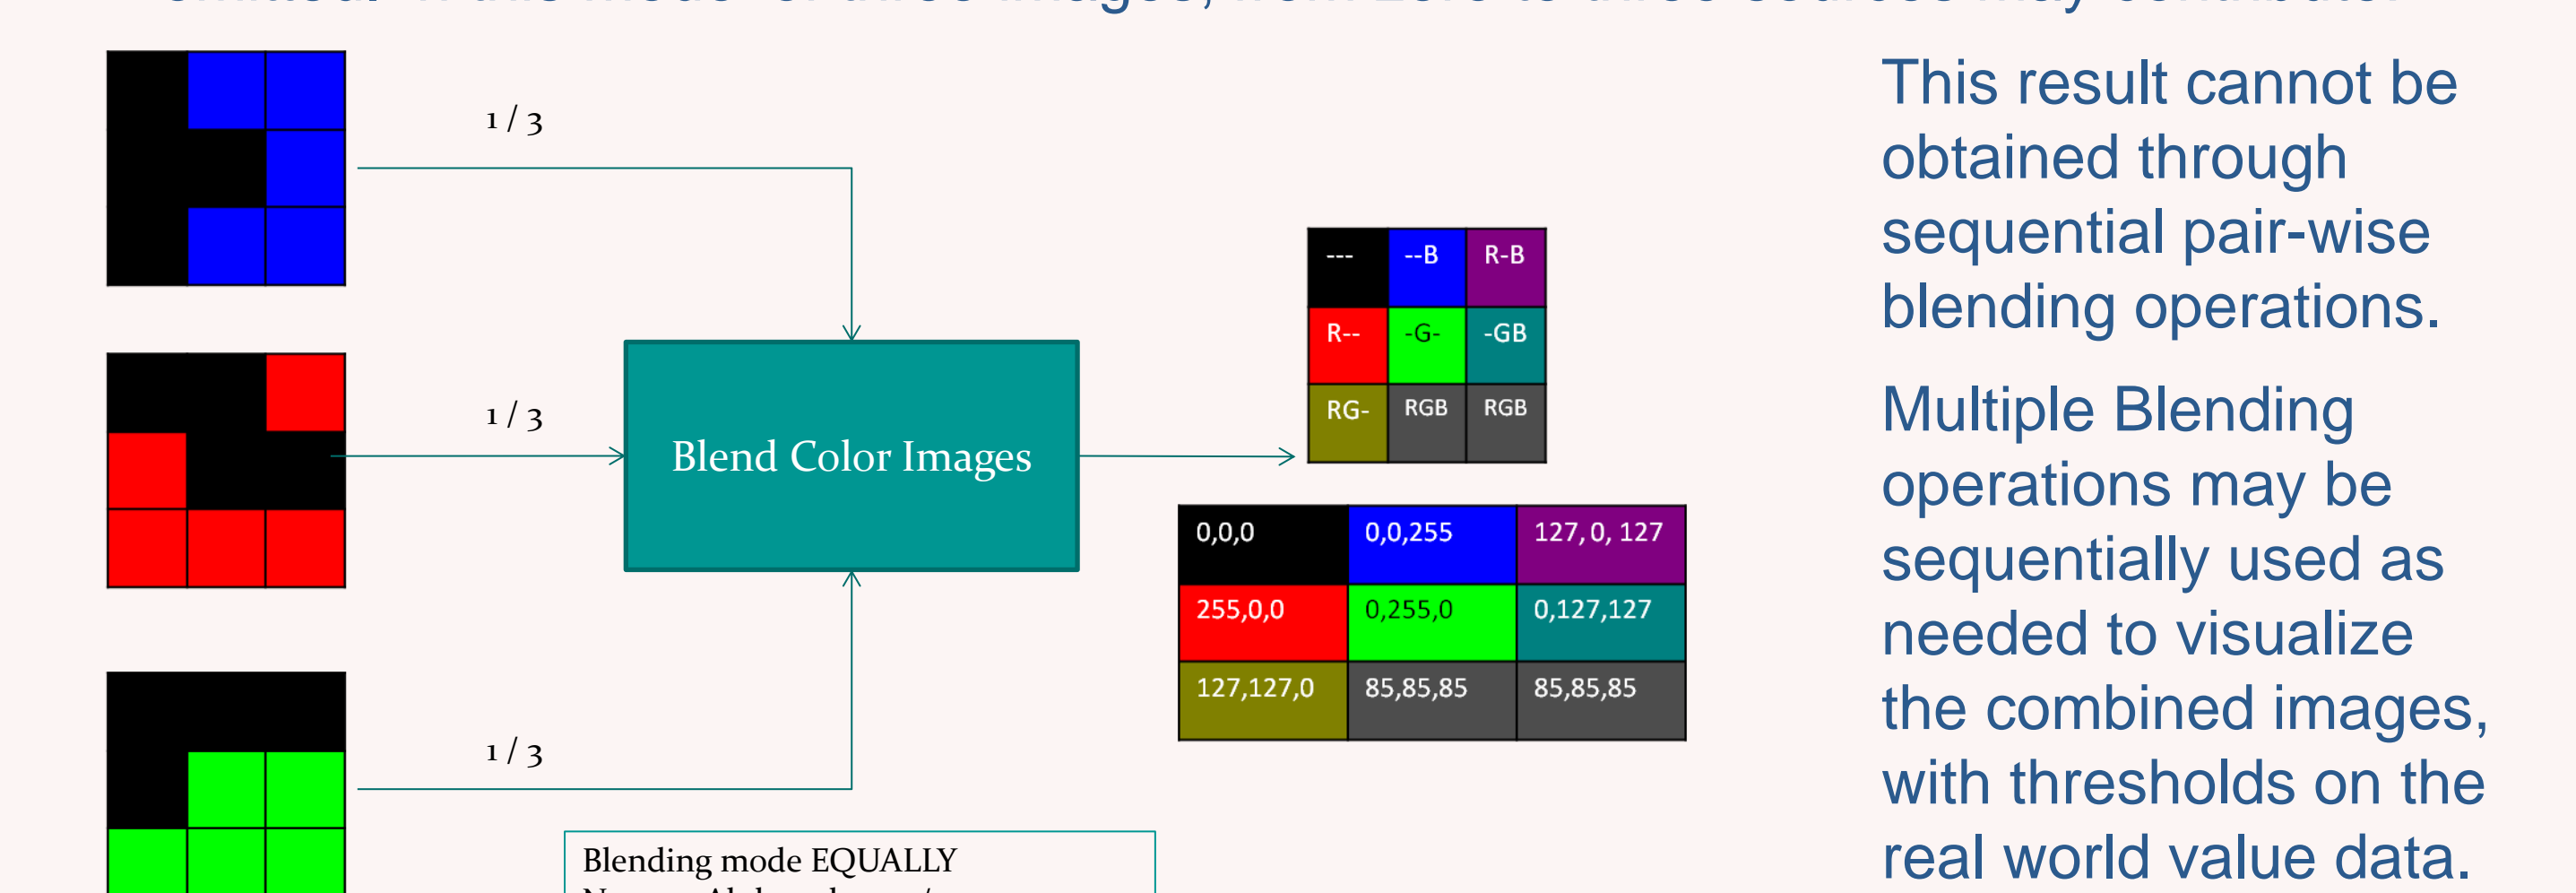 1 / 3
1 / 3
1 / 3
Blend Color Images
--- --B R-B
R-- -G- -GB
RG- RGB RGB
0,0,0 0,0,255 127, 0, 127
255,0,0 0,255,0 0,127,127
127,127,0 85,85,85 85,85,85
Blending mode EQUALLY
This result cannot be
obtained through
sequential pair-wise
blending operations.
Multiple Blending
operations may be
sequentially used as
needed to visualize
the combined images,
with thresholds on the
real world value data.